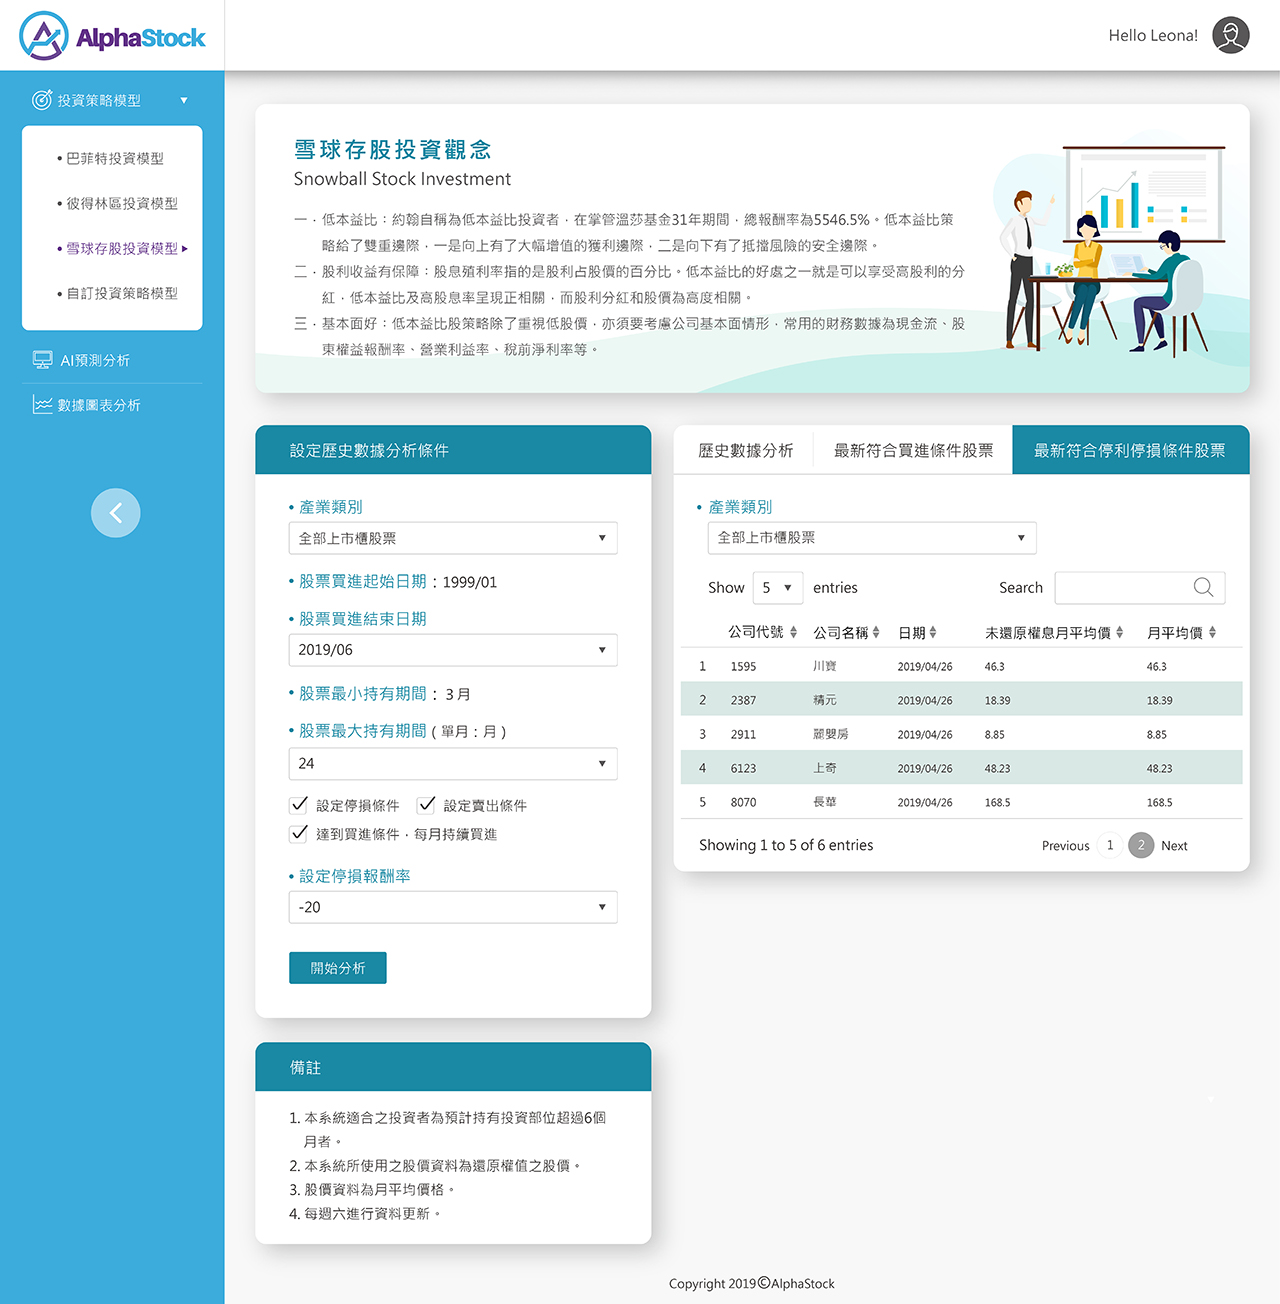 AlphaStock
Hello Leona!
投資策略模型 ▼
• 巴菲特投資模型
• 彼得林區投資模型
• 雪球存股投資模型 ▸
• 自訂投資策略模型
AI預測分析
數據圖表分析
雪球存股投資觀念
Snowball Stock Investment
一．低本益比：約翰自稱為低本益比投資者，在掌管溫莎基金31年期間，總報酬率為5546.5%。低本益比策
略給了雙重邊際，一是向上有了大幅增值的獲利邊際，二是向下有了抵擋風險的安全邊際。
二．股利收益有保障：股息殖利率指的是股利占股價的百分比。低本益比的好處之一就是可以享受高股利的分
紅，低本益比及高股息率呈現正相關，而股利分紅和股價為高度相關。
三．基本面好：低本益比股策略除了重視低股價，亦須要考慮公司基本面情形，常用的財務數據為現金流、股
東權益報酬率、營業利益率、稅前淨利率等。
設定歷史數據分析條件
• 產業類別
全部上市櫃股票 ▼
• 股票買進起始日期：1999/01
• 股票買進結束日期
2019/06 ▼
• 股票最小持有期間：3 月
• 股票最大持有期間 ( 單月 : 月 )
24 ▼
設定停損條件 設定賣出條件
達到買進條件，每月持續買進
• 設定停損報酬率
-20 ▼
開始分析
歷史數據分析 最新符合買進條件股票 最新符合停利停損條件股票
• 產業類別
全部上市櫃股票 ▼
Show 5 ▼ entries Search
公司代號 公司名稱 日期 未還原權息月平均價 月平均價
1 1595 川寶 2019/04/26 46.3 46.3
2 2387 精元 2019/04/26 18.39 18.39
3 2911 麗嬰房 2019/04/26 8.85 8.85
4 6123 上奇 2019/04/26 48.23 48.23
5 8070 長華 2019/04/26 168.5 168.5
Showing 1 to 5 of 6 entries Previous 1 2 Next
備註
1. 本系統適合之投資者為預計持有投資部位超過6個
月者。
2. 本系統所使用之股價資料為還原權值之股價。
3. 股價資料為月平均價格。
4. 每週六進行資料更新。
Copyright 2019©AlphaStock